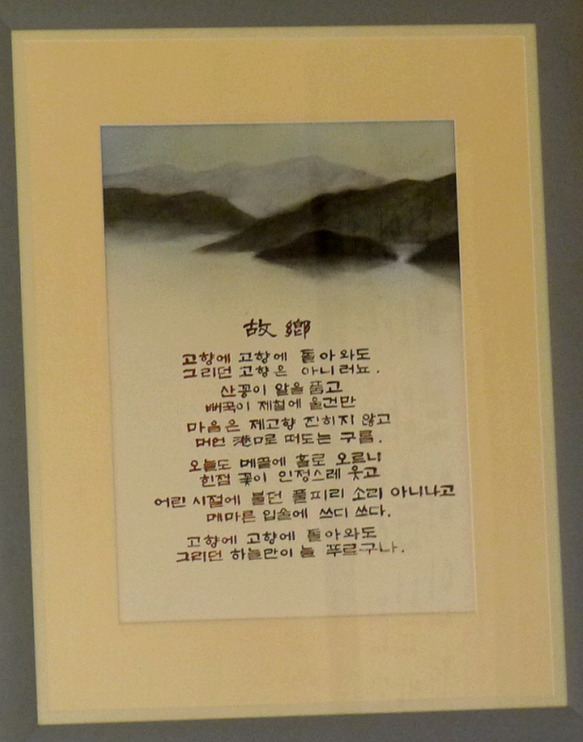 故鄕
고향에 고향에 돌아와도
그리던 고향은 아니러뇨.
산꽁이 알을 품고
뻐꾹이 제철에 울건만
마음은 제고향 진히지 않고
머언 港口로 떠도는 구름.
오늘도 메끝에 홀로 오르니
힌점 꽃이 인정스레 웃고
어린 시절에 불던 풀피리 소리 아니나고
메마른 입술에 쓰디 쓰다.
고향에 고향에 돌아와도
그리던 하늘만이 높푸르구나.